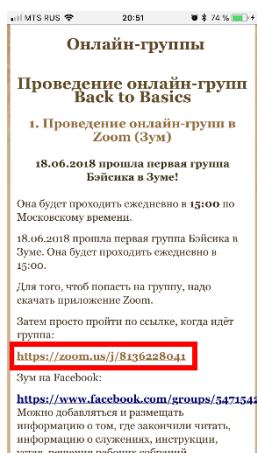 MTS RUS 20:51 74 %
Онлайн-группы
Проведение онлайн-групп
Back to Basics
1. Проведение онлайн-групп в
Zoom (Зум)
18.06.2018 прошла первая группа
Бэйсика в Зуме!
Она будет проходить ежедневно в 15:00 по
Московскому времени.
18.06.2018 прошла первая группа Бэйсика в
Зуме. Она будет проходить ежедневно в
15:00.
Для того, чтоб попасть на группу, надо
скачать приложение Zoom.
Затем просто пройти по ссылке, когда идёт
группа:
https://zoom.us/j/8136228041
Зум на Facebook:
https://www.facebook.com/groups/5471542
Можно добавляться и размещать
информацию о том, где закончили читать,
информацию о служениях, инструкции,
устав, решения рабочих собраний